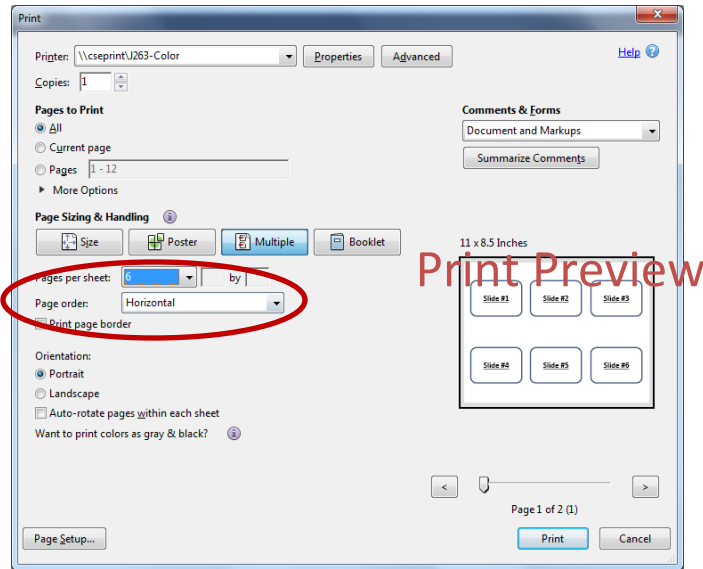 Print
Printer: \\cseprint\J263-Color Properties Advanced Help
Copies: 1
Pages to Print
All
Current page
Pages 1 - 12
More Options
Comments & Forms
Document and Markups
Summarize Comments
Page Sizing & Handling
Size Poster Multiple Booklet
Pages per sheet: 6 by
Page order: Horizontal
Print page border
Orientation:
Portrait
Landscape
Auto-rotate pages within each sheet
Want to print colors as gray & black?
11 x 8.5 Inches
Print Preview
Slide #1 Slide #2 Slide #3
Slide #4 Slide #5 Slide #6
< >
Page 1 of 2 (1)
Page Setup... Print Cancel